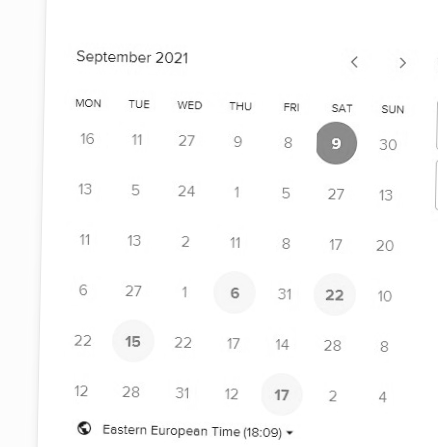 September 2021
MON TUE WED THU FRI SAT SUN
16 11 27 9 8 9 30
13 5 24 1 5 27 13
11 13 2 11 8 17 20
6 27 1 6 31 22 10
22 15 22 17 14 28 8
12 28 31 12 17 2 4
Eastern European Time (18:09)